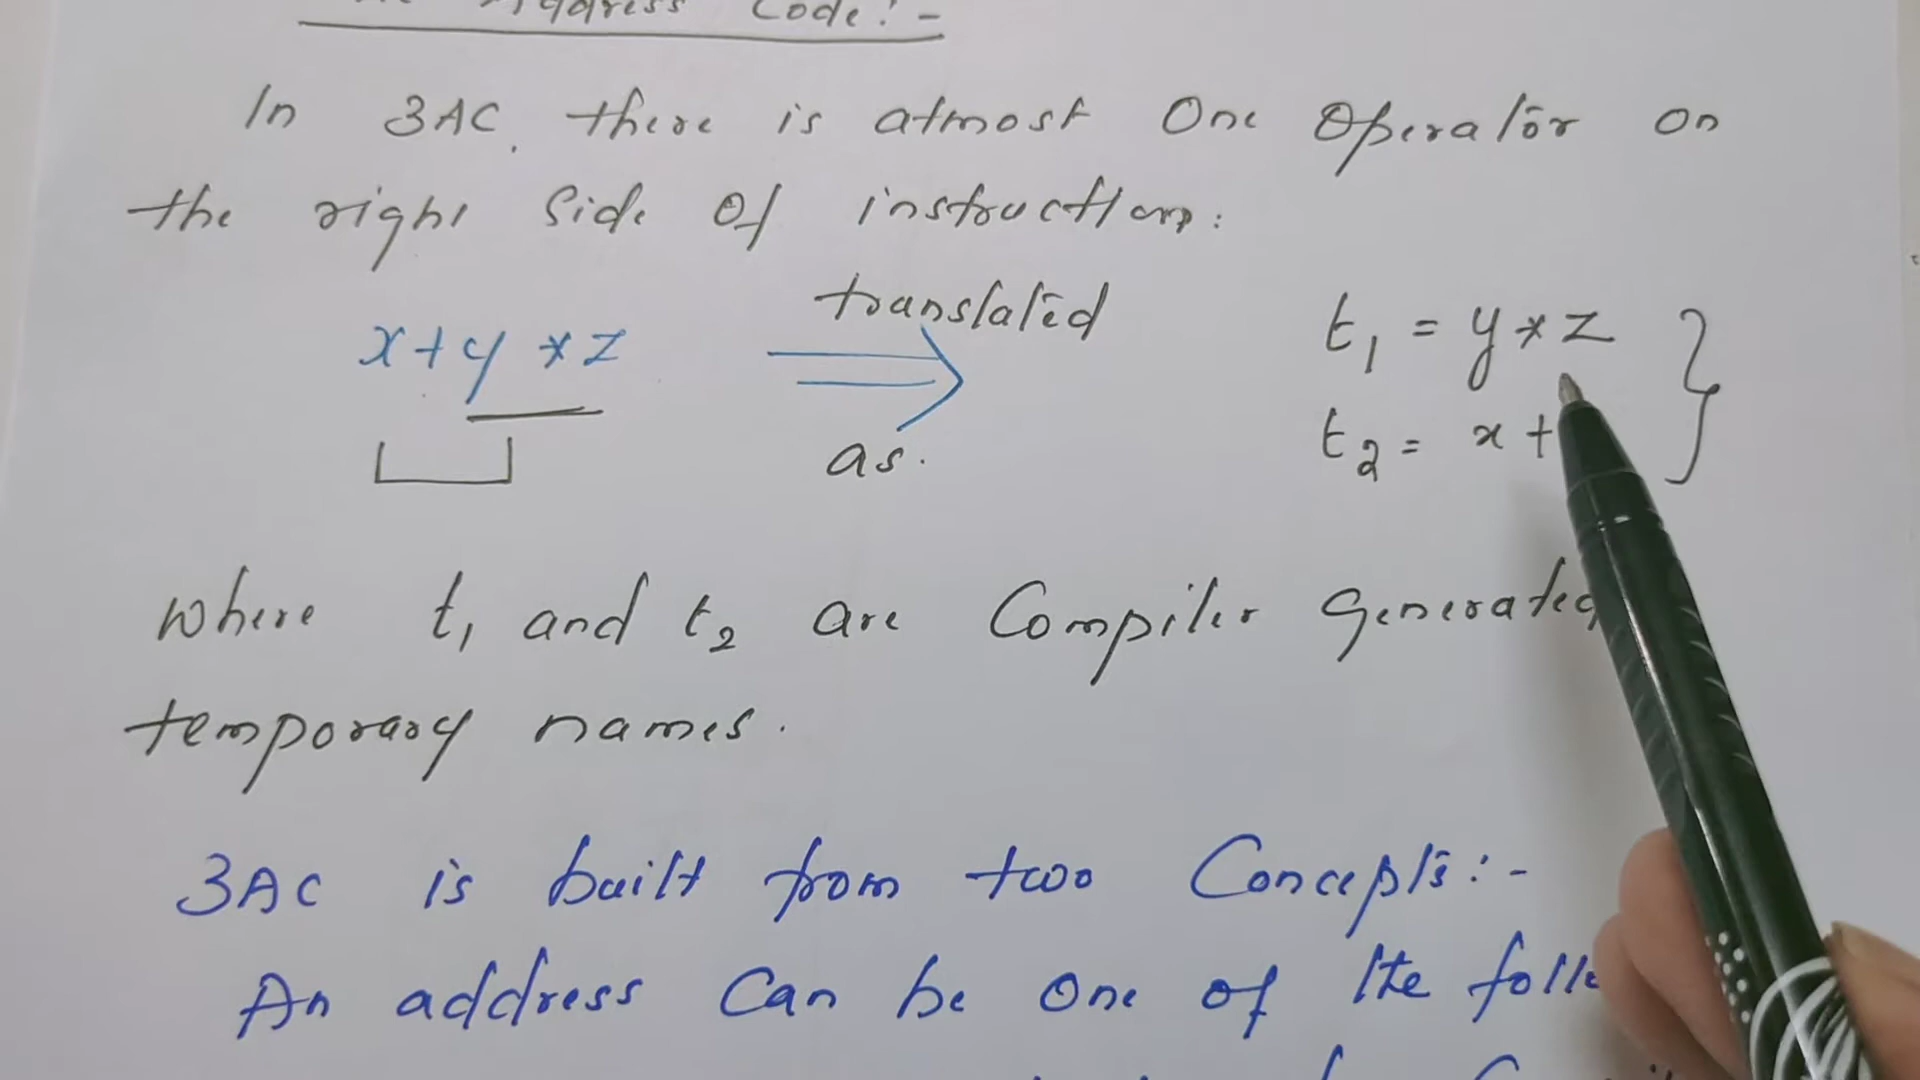 Address Code:-
In 3AC, there is atmost One Operator on
the right side of instruction.
x+y*z translated as. t1 = y*z
t2 = x+
where t1 and t2 are Compiler Generated
temporary names.
3AC is built from two Concepts:-
An address Can be One of the